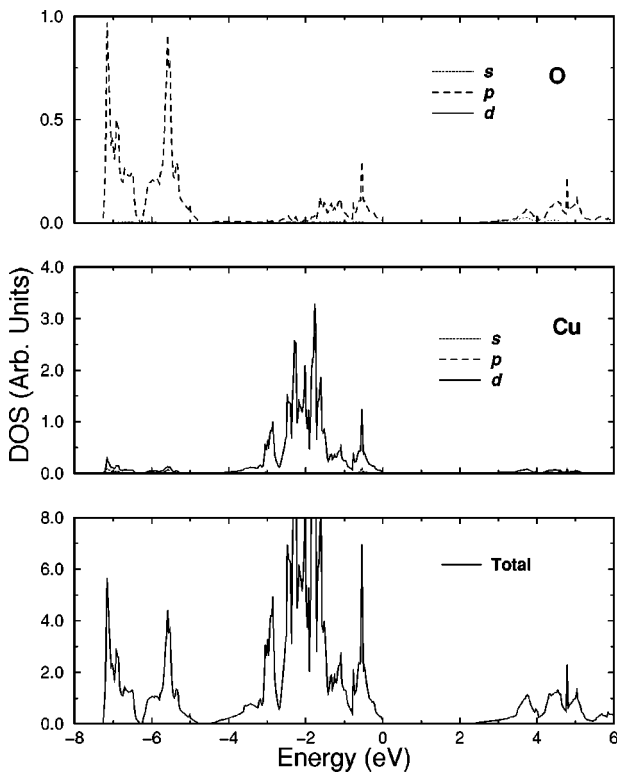 1.0
0.5
0.0
s
p
d
O
4.0
3.0
2.0
1.0
0.0
s
p
d
Cu
DOS (Arb. Units)
8.0
6.0
4.0
2.0
0.0
Total
−8 −6 −4 −2 0 2 4 6
Energy (eV)